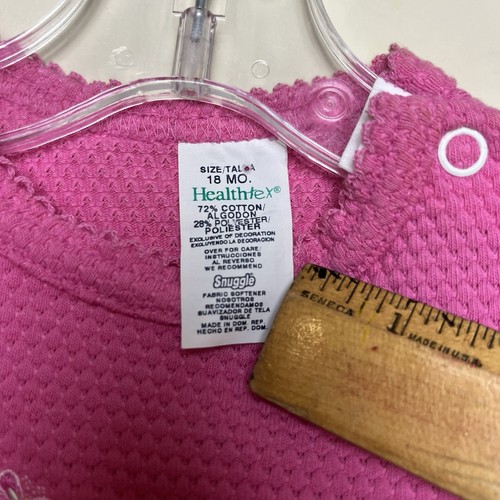 SIZE/TALLA
18 MO.
Healthtex®
72% COTTON/
ALGODON
28% POLYESTER/
POLIESTER
EXCLUSIVE OF DECORATION
EXCLUYENDO LA DECORACION
OVER FOR CARE
INSTRUCCIONES
AL REVERSO
WE RECOMMEND
Snuggle
FABRIC SOFTENER
NOSOTROS
RECOMENDAMOS
SUAVIZADOR DE TELA
SNUGGLE
MADE IN DOM. REP.
HECHO EN REP. DOM.
SENECA
1
MADE IN U.S.A.